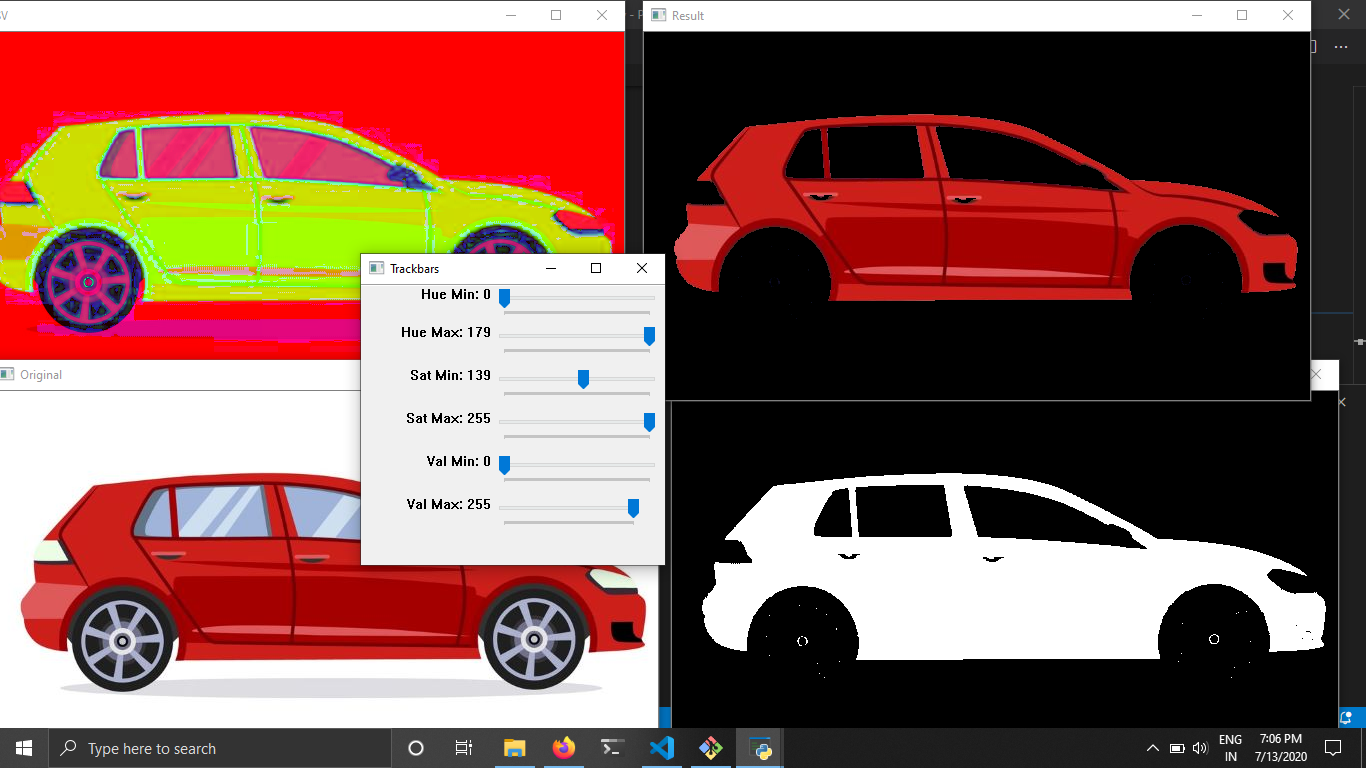 SV
Result
Trackbars
Hue Min: 0
Hue Max: 179
Sat Min: 139
Sat Max: 255
Val Min: 0
Val Max: 255
Original
Type here to search
ENG
IN
7:06 PM
7/13/2020